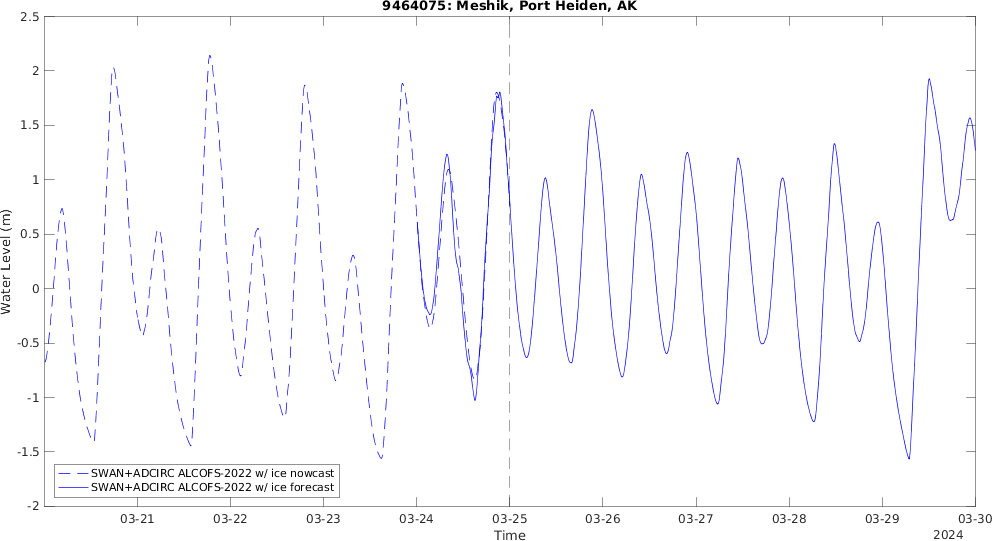 9464075: Meshik, Port Heiden, AK
2.5
2
1.5
1
0.5
0
-0.5
-1
-1.5
-2
Water Level (m)
SWAN+ADCIRC ALCOFS-2022 w/ ice nowcast
SWAN+ADCIRC ALCOFS-2022 w/ ice forecast
03-21 03-22 03-23 03-24 03-25 03-26 03-27 03-28 03-29 03-30
Time
2024